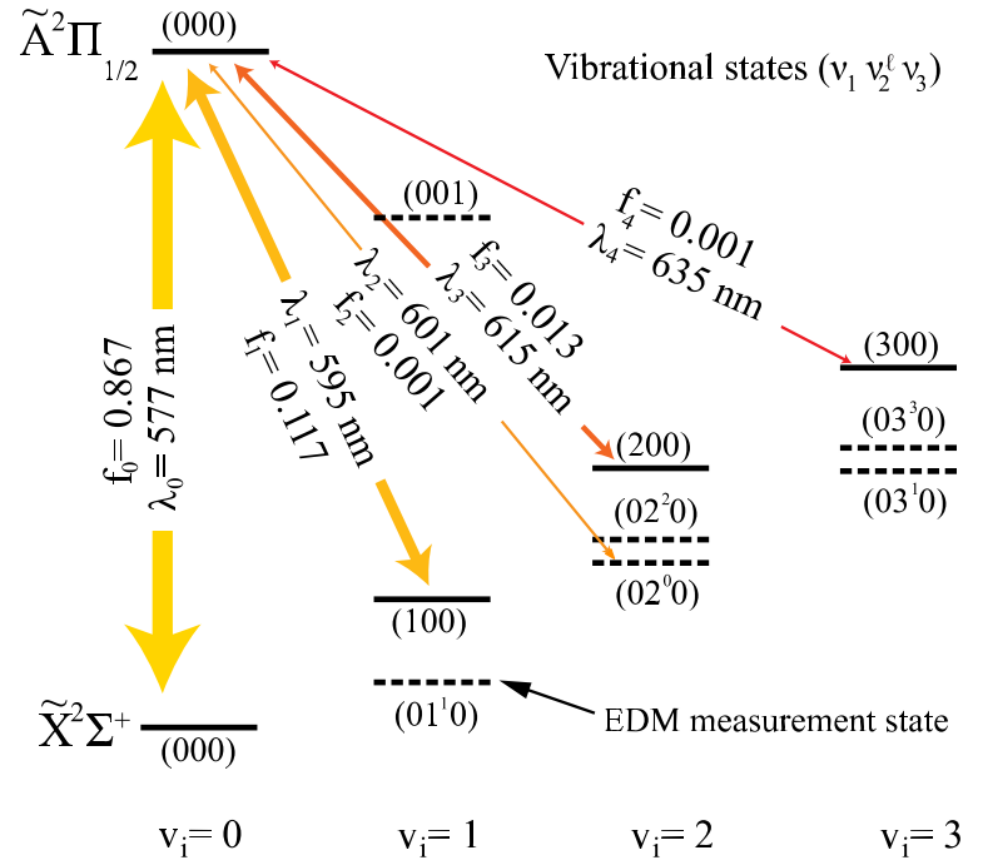 Ã²Π₁/₂
(000)
Vibrational states (ν₁ ν₂ˡ ν₃)
(001)
f₄= 0.001
λ₄= 635 nm
f₃= 0.013
λ₃= 615 nm
λ₂= 601 nm
f₂= 0.001
λ₁= 595 nm
f₁= 0.117
f₀= 0.867
λ₀= 577 nm
(300)
(03³0)
(03¹0)
(200)
(02²0)
(02⁰0)
(100)
(01¹0)
EDM measurement state
X̃²Σ⁺
(000)
vᵢ= 0
vᵢ= 1
vᵢ= 2
vᵢ= 3